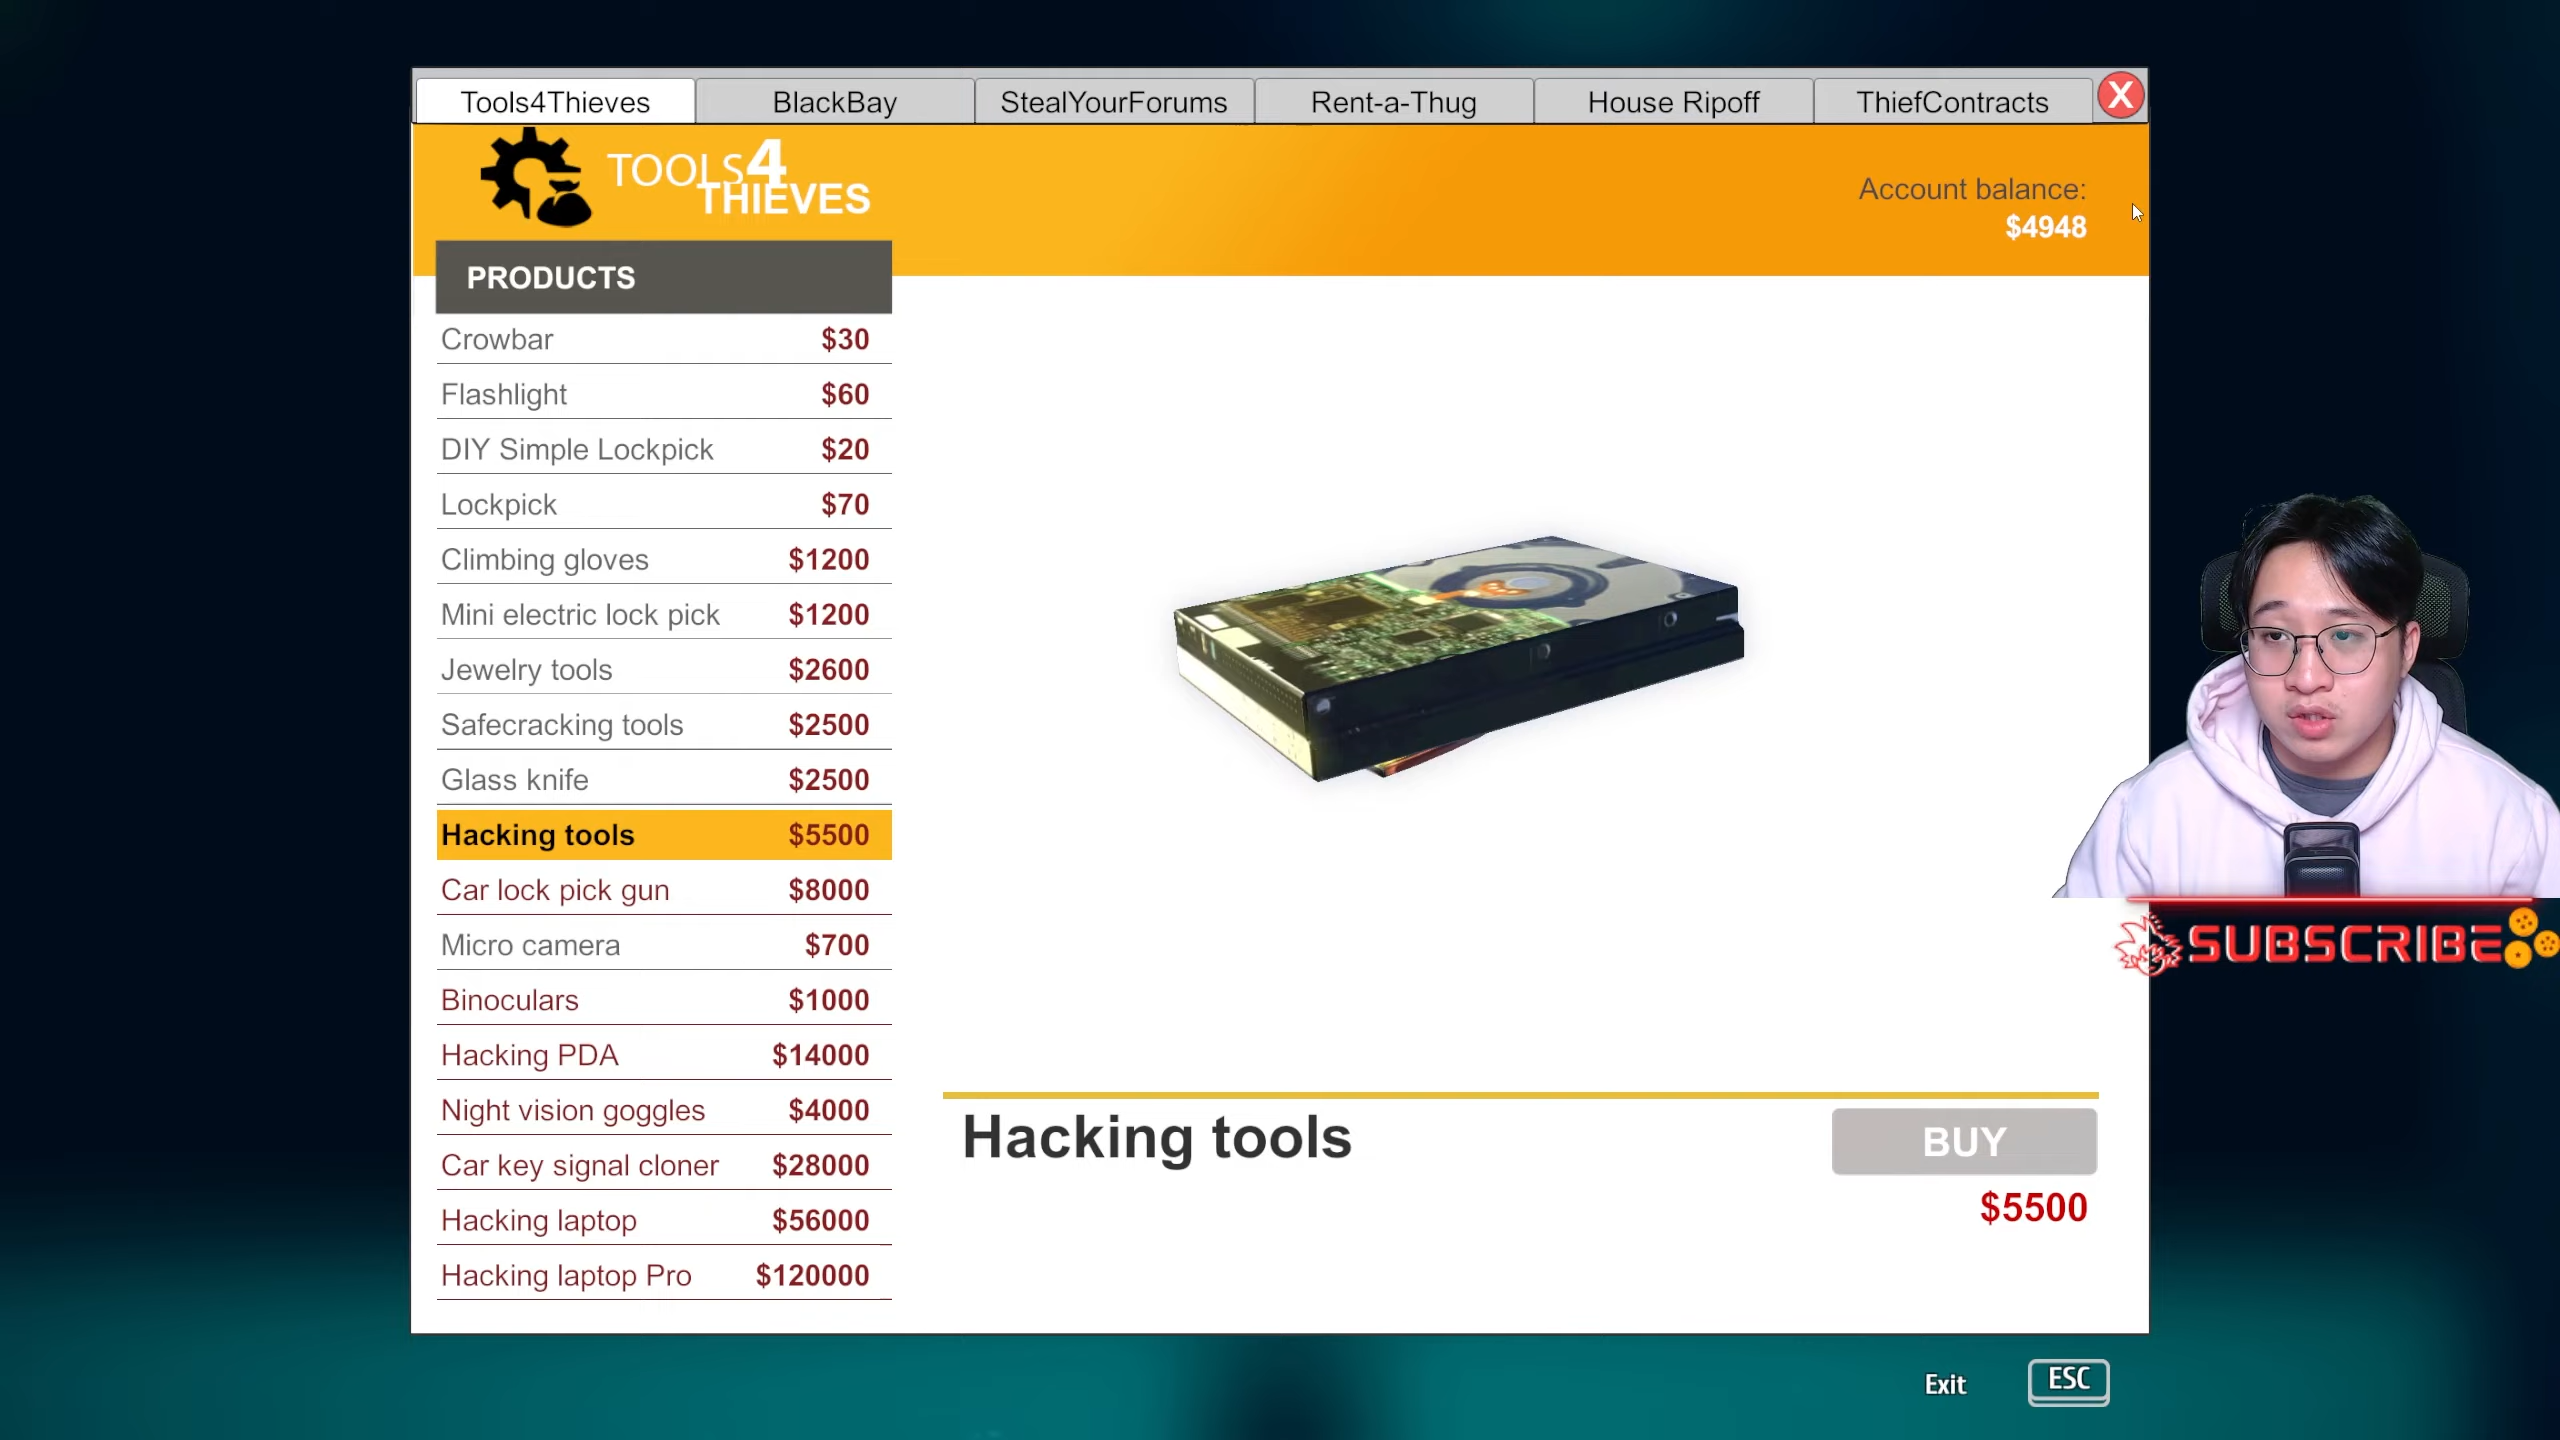 Tools4Thieves BlackBay StealYourForums Rent-a-Thug House Ripoff ThiefContracts X
TOOLS4
THIEVES
Account balance:
$4948
PRODUCTS
Crowbar $30
Flashlight $60
DIY Simple Lockpick $20
Lockpick $70
Climbing gloves $1200
Mini electric lock pick $1200
Jewelry tools $2600
Safecracking tools $2500
Glass knife $2500
Hacking tools $5500
Car lock pick gun $8000
Micro camera $700
Binoculars $1000
Hacking PDA $14000
Night vision goggles $4000
Car key signal cloner $28000
Hacking laptop $56000
Hacking laptop Pro $120000
Hacking tools
BUY
$5500
SUBSCRIBE
Exit ESC